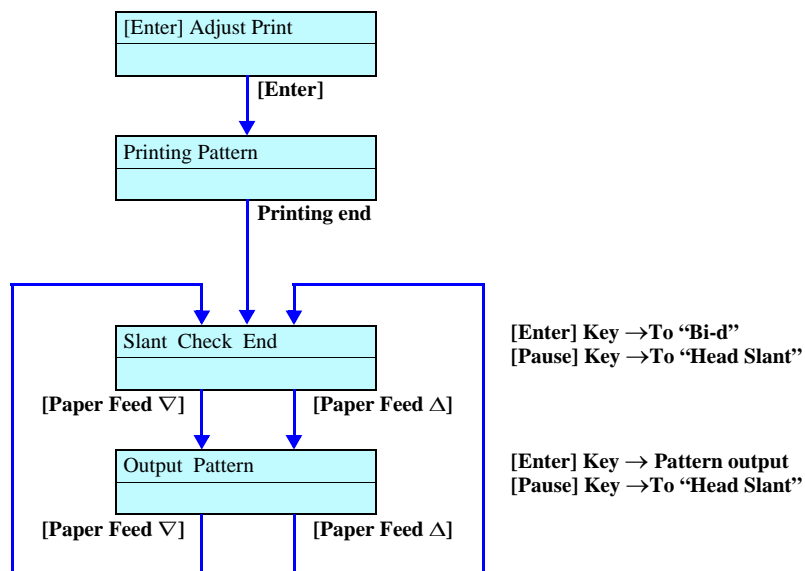 [Enter] Adjust Print
[Enter]
Printing Pattern
Printing end
Slant Check End
[Enter] Key →To “Bi-d”
[Pause] Key →To “Head Slant”
[Paper Feed ▽] [Paper Feed Δ]
Output Pattern
[Enter] Key → Pattern output
[Pause] Key →To “Head Slant”
[Paper Feed ▽] [Paper Feed Δ]